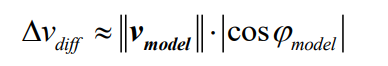 Δv_diff ≈ ‖v_model‖ · |cos φ_model|